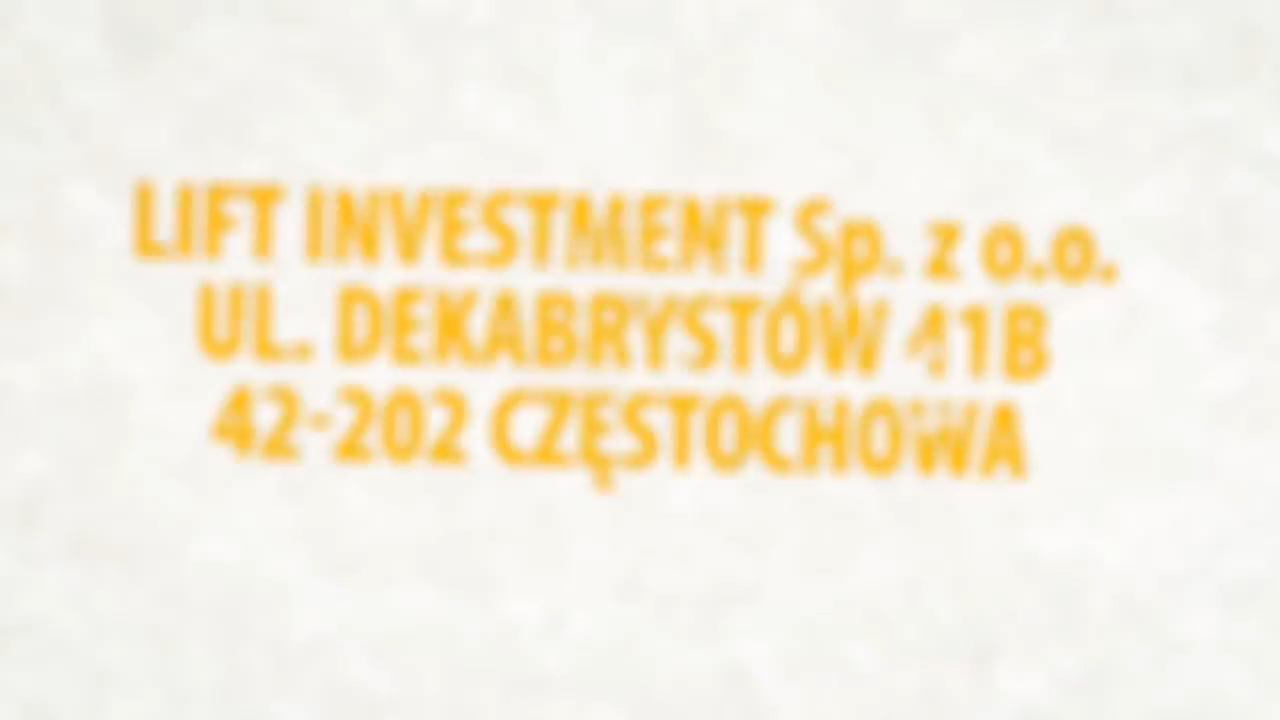 LIFT INVESTMENT Sp. z o.o.
UL. DEKABRYSTÓW 41B
42-202 CZĘSTOCHOWA